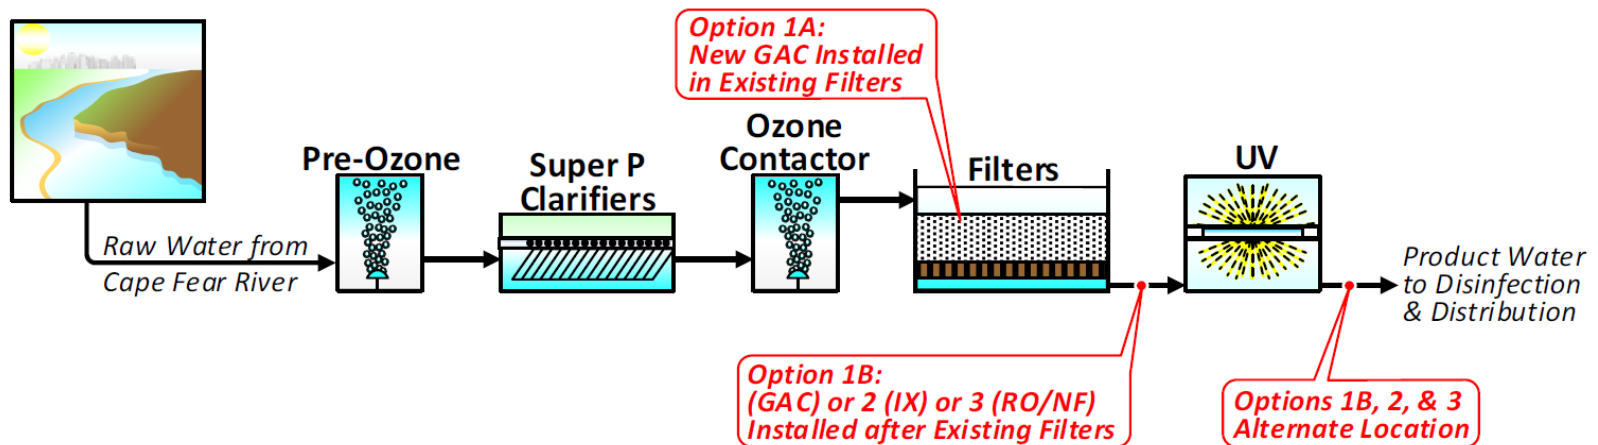 Option 1A:
New GAC Installed
in Existing Filters
Pre-Ozone
Super P
Clarifiers
Ozone
Contactor
Filters
UV
Raw Water from
Cape Fear River
Product Water
to Disinfection
& Distribution
Option 1B:
(GAC) or 2 (IX) or 3 (RO/NF)
Installed after Existing Filters
Options 1B, 2, & 3
Alternate Location